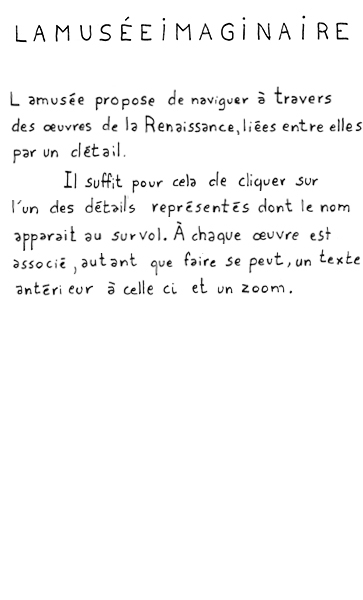 LAMUSÉEIMAGINAIRE
L amusée propose de naviguer à travers
des œuvres de la Renaissance, liées entre elles
par un détail.
Il suffit pour cela de cliquer sur
l'un des détails représentés dont le nom
apparait au survol. À chaque œuvre est
associé, autant que faire se peut, un texte
antérieur à celle ci et un zoom.